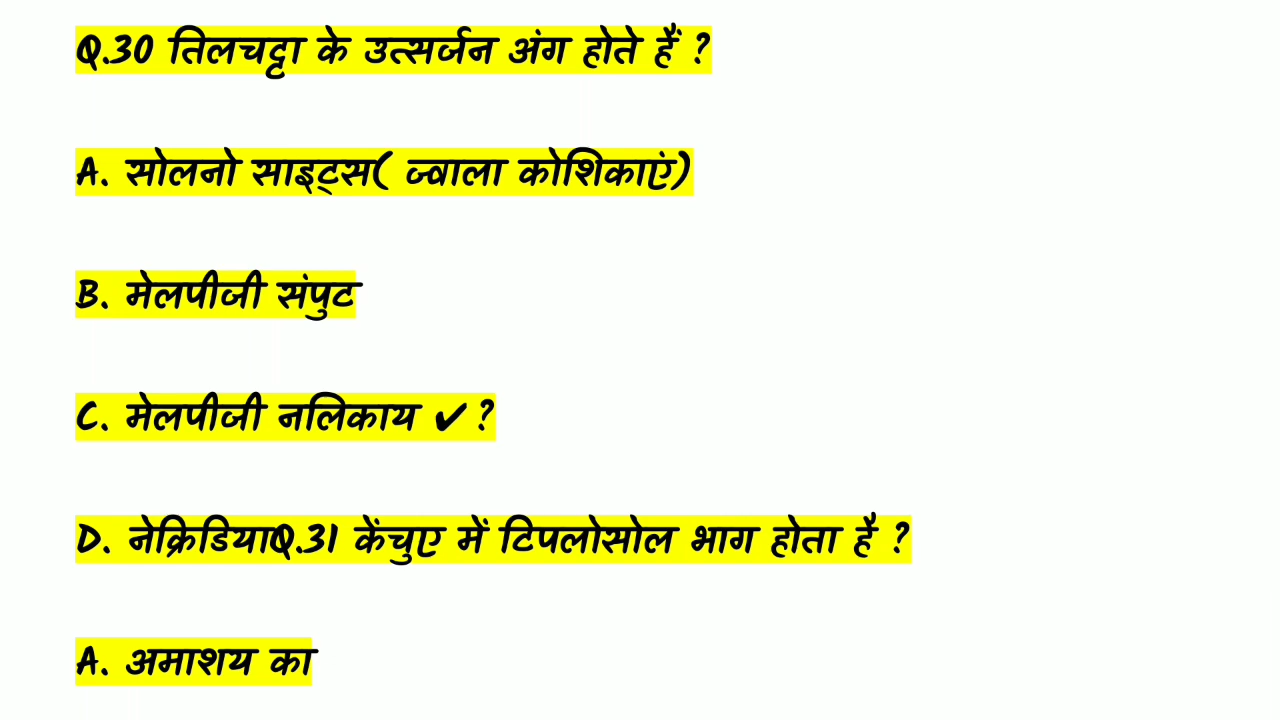 Q.30 तिलचट्टा के उत्सर्जन अंग होते हैं ?
A. सोलनो साइट्स( ज्वाला कोशिकाएं)
B. मेलपीजी संपुट
C. मेलपीजी नलिकाय ✔ ?
D. नेक्रिडियाQ.31 केंचुए में टिपलोसोल भाग होता है ?
A. अमाशय का